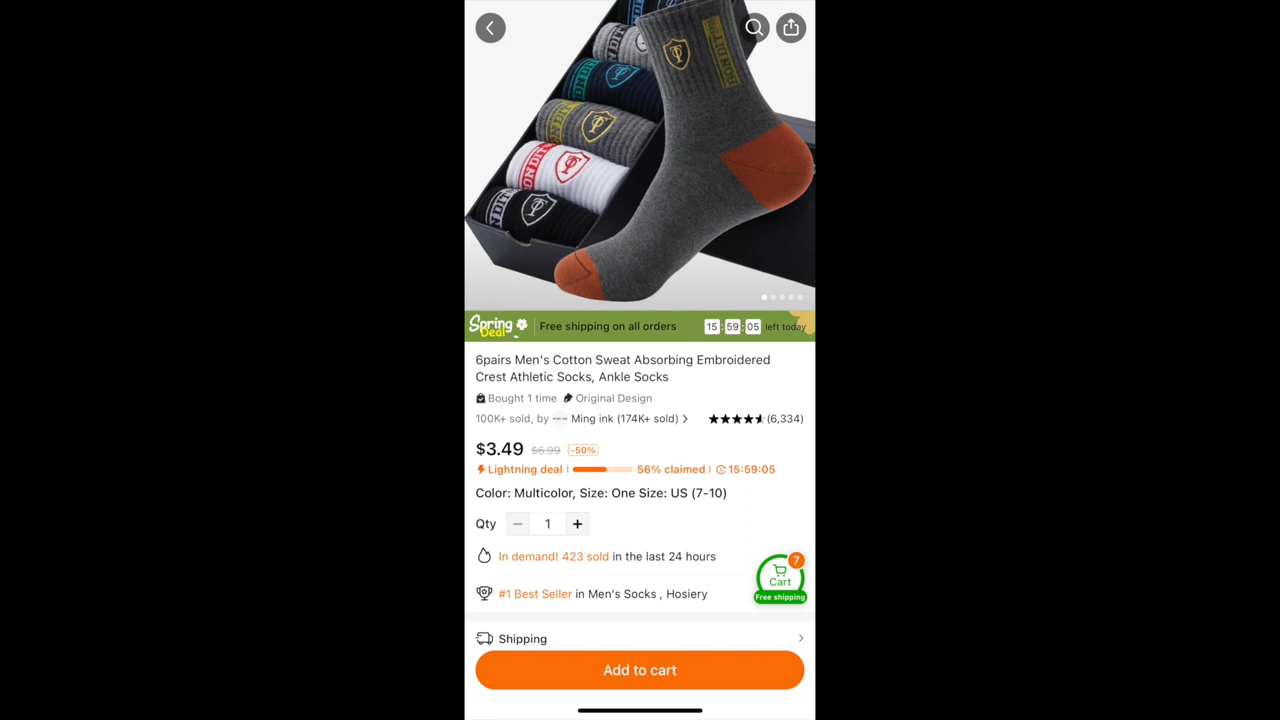 BON DITU
Spring Deal
Free shipping on all orders
15:59:05 left today
6pairs Men's Cotton Sweat Absorbing Embroidered
Crest Athletic Socks, Ankle Socks
Bought 1 time Original Design
100K+ sold, by Ming ink (174K+ sold) > (6,334)
$3.49 $6.99 -50%
Lightning deal | 56% claimed | 15:59:05
Color: Multicolor, Size: One Size: US (7-10)
Qty − 1 +
In demand! 423 sold in the last 24 hours
7
Cart
Free shipping
#1 Best Seller in Men's Socks , Hosiery
Shipping >
Add to cart